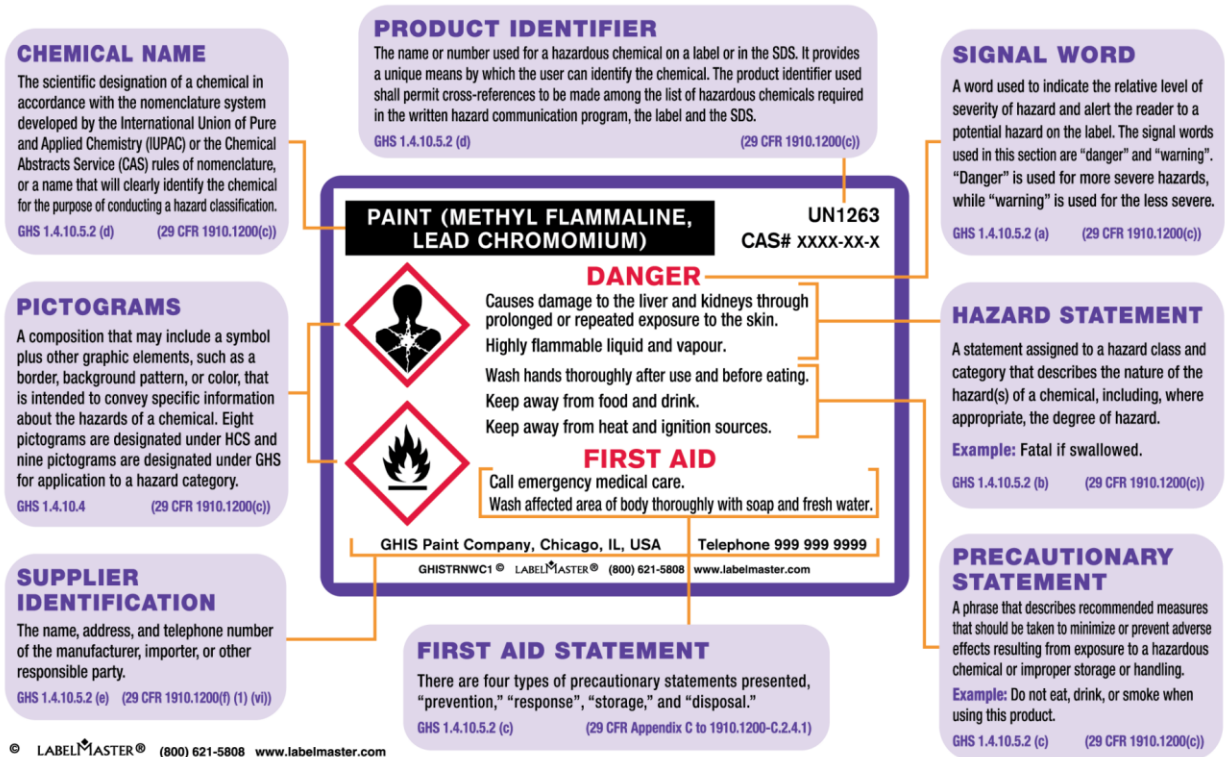 CHEMICAL NAME
The scientific designation of a chemical in
accordance with the nomenclature system
developed by the International Union of Pure
and Applied Chemistry (IUPAC) or the Chemical
Abstracts Service (CAS) rules of nomenclature,
or a name that will clearly identify the chemical
for the purpose of conducting a hazard classification.
GHS 1.4.10.5.2 (d) (29 CFR 1910.1200(c))
PRODUCT IDENTIFIER
The name or number used for a hazardous chemical on a label or in the SDS. It provides
a unique means by which the user can identify the chemical. The product identifier used
shall permit cross-references to be made among the list of hazardous chemicals required
in the written hazard communication program, the label and the SDS.
GHS 1.4.10.5.2 (d) (29 CFR 1910.1200(c))
SIGNAL WORD
A word used to indicate the relative level of
severity of hazard and alert the reader to a
potential hazard on the label. The signal words
used in this section are “danger” and “warning”.
“Danger” is used for more severe hazards,
while “warning” is used for the less severe.
GHS 1.4.10.5.2 (a) (29 CFR 1910.1200(c))
PICTOGRAMS
A composition that may include a symbol
plus other graphic elements, such as a
border, background pattern, or color, that
is intended to convey specific information
about the hazards of a chemical. Eight
pictograms are designated under HCS and
nine pictograms are designated under GHS
for application to a hazard category.
GHS 1.4.10.4 (29 CFR 1910.1200(c))
PAINT (METHYL FLAMMALINE,
LEAD CHROMOMIUM)
UN1263
CAS# XXXX-XX-X
DANGER
Causes damage to the liver and kidneys through
prolonged or repeated exposure to the skin.
Highly flammable liquid and vapour.
Wash hands thoroughly after use and before eating.
Keep away from food and drink.
Keep away from heat and ignition sources.
FIRST AID
Call emergency medical care.
Wash affected area of body thoroughly with soap and fresh water.
GHIS Paint Company, Chicago, IL, USA Telephone 999 999 9999
GHISTRNWC1 © LABELMASTER® (800) 621-5808 www.labelmaster.com
HAZARD STATEMENT
A statement assigned to a hazard class and
category that describes the nature of the
hazard(s) of a chemical, including, where
appropriate, the degree of hazard.
Example: Fatal if swallowed.
GHS 1.4.10.5.2 (b) (29 CFR 1910.1200(c))
SUPPLIER
IDENTIFICATION
The name, address, and telephone number
of the manufacturer, importer, or other
responsible party.
GHS 1.4.10.5.2 (e) (29 CFR 1910.1200(f) (1) (vi))
FIRST AID STATEMENT
There are four types of precautionary statements presented,
“prevention,” “response”, “storage,” and “disposal.”
GHS 1.4.10.5.2 (c) (29 CFR Appendix C to 1910.1200-C.2.4.1)
PRECAUTIONARY
STATEMENT
A phrase that describes recommended measures
that should be taken to minimize or prevent adverse
effects resulting from exposure to a hazardous
chemical or improper storage or handling.
Example: Do not eat, drink, or smoke when
using this product.
GHS 1.4.10.5.2 (c) (29 CFR 1910.1200(c))
© LABELMASTER® (800) 621-5808 www.labelmaster.com